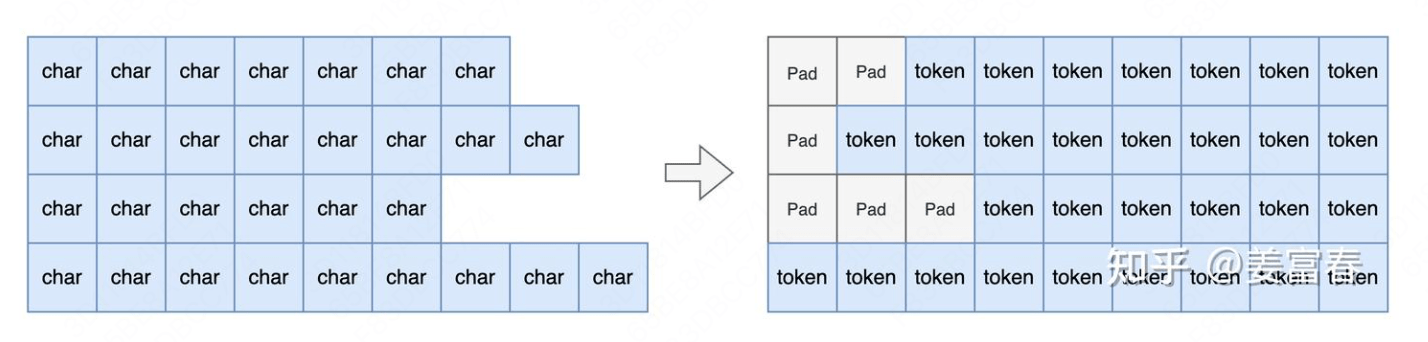 char char char char char char char Pad Pad token token token token token token token
char char char char char char char char Pad token token token token token token token token
char char char char char char Pad Pad Pad token token token token token token
char char char char char char char char char token token token token token token token token token
知乎 @姜富春